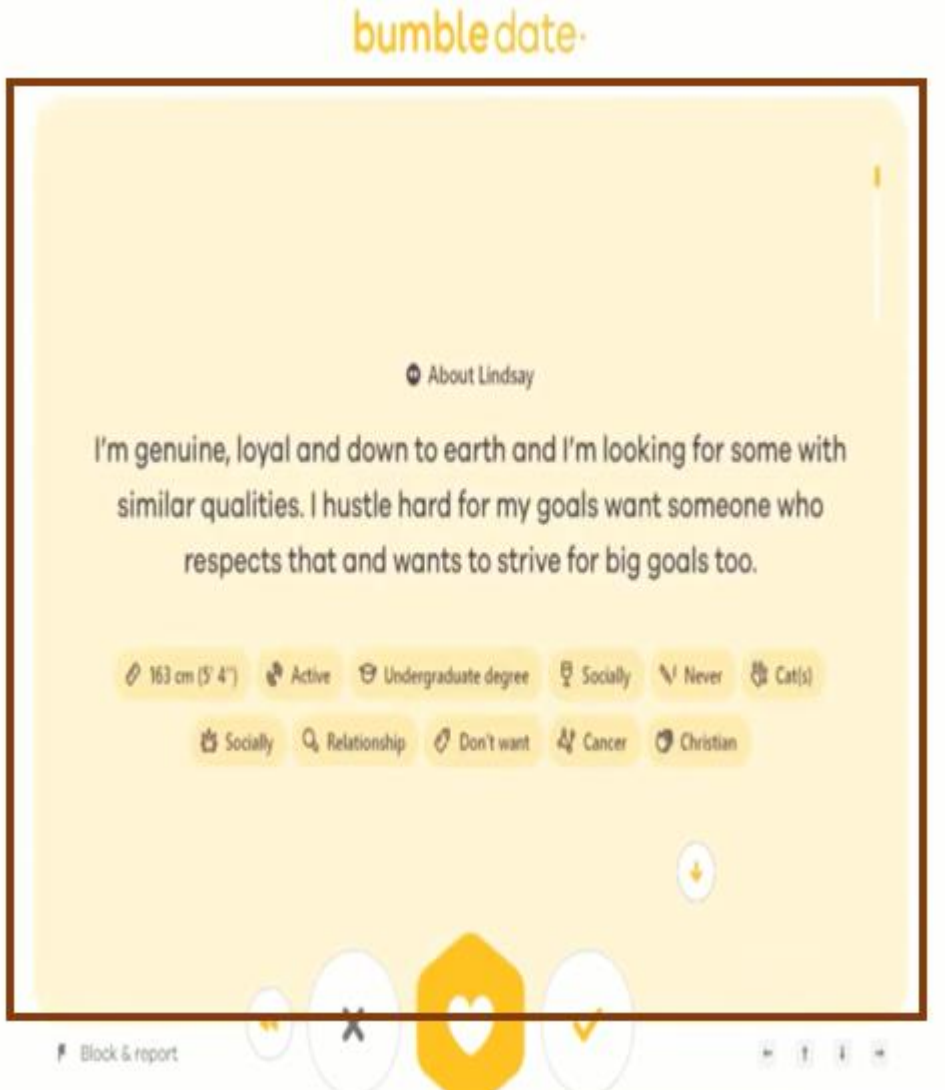 bumble date
About Lindsay
I'm genuine, loyal and down to earth and I'm looking for some with
similar qualities. I hustle hard for my goals want someone who
respects that and wants to strive for big goals too.
163 cm (5' 4") Active Undergraduate degree Socially Never Cat(s)
Socially Relationship Don't want Cancer Christian
Block & report